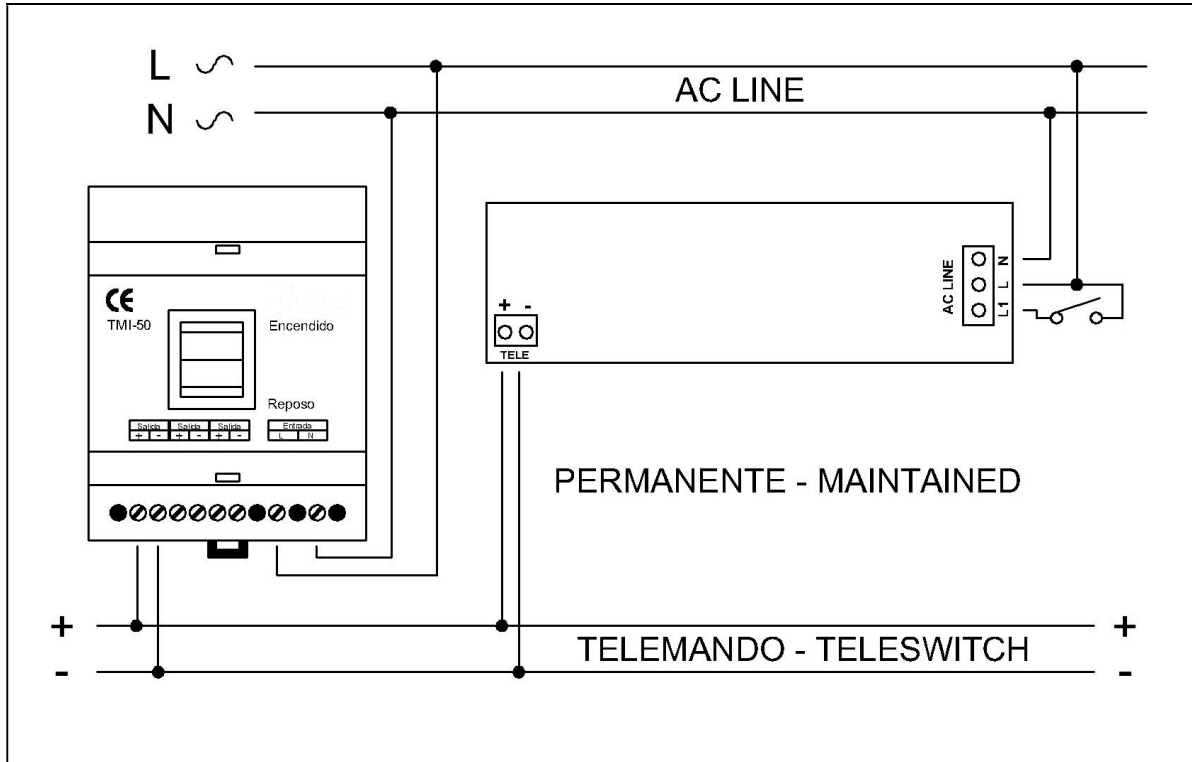 L
AC LINE
N
CE
TMI-50
Encendido
Reposo
Salida Salida Salida Entrada
+ - + - + - L N
+ -
TELE
AC LINE
N
L
L1
PERMANENTE - MAINTAINED
+ +
TELEMANDO - TELESWITCH
- -